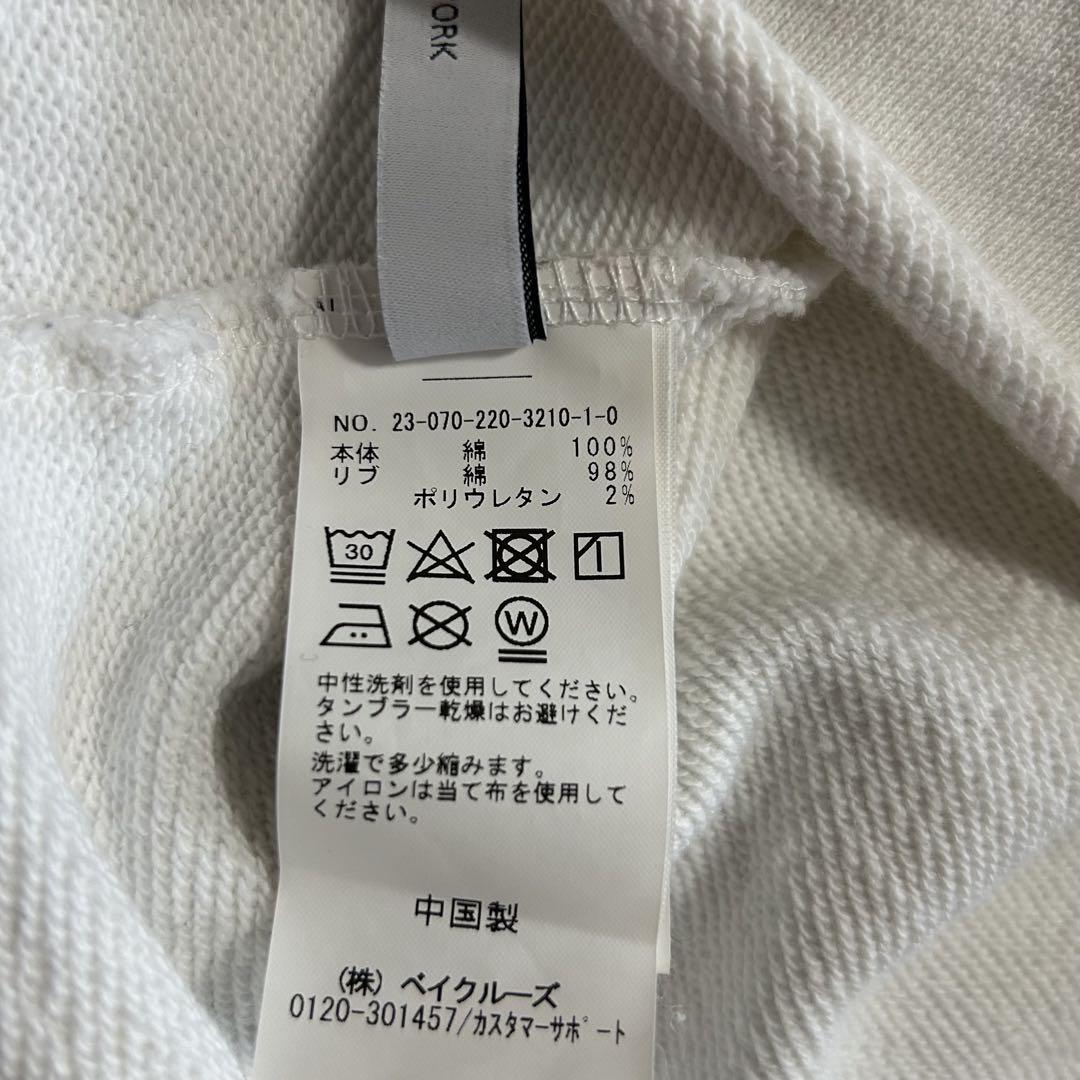 ORK
NO. 23-070-220-3210-1-0
本体 綿 100%
リブ 綿 98%
ポリウレタン 2%
30
W
中性洗剤を使用してください。
タンブラー乾燥はお避けくだ
さい。
洗濯で多少縮みます。
アイロンは当て布を使用して
ください。
中国製
(株) ベイクルーズ
0120-301457/カスタマーサポート